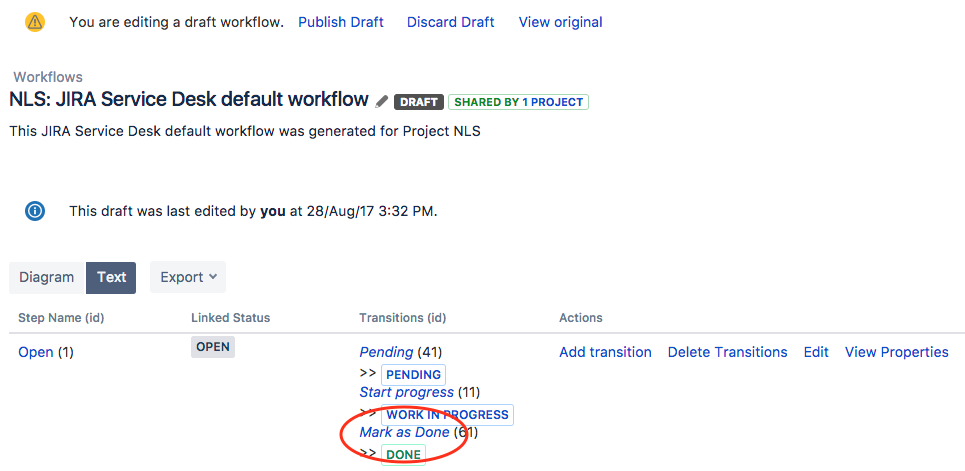 You are editing a draft workflow. Publish Draft Discard Draft View original
Workflows
NLS: JIRA Service Desk default workflow DRAFT SHARED BY 1 PROJECT
This JIRA Service Desk default workflow was generated for Project NLS
This draft was last edited by you at 28/Aug/17 3:32 PM.
Diagram Text Export
Step Name (id) Linked Status Transitions (id) Actions
Open (1) OPEN Pending (41) Add transition Delete Transitions Edit View Properties
>> PENDING
Start progress (11)
>> WORK IN PROGRESS
Mark as Done (61)
>> DONE